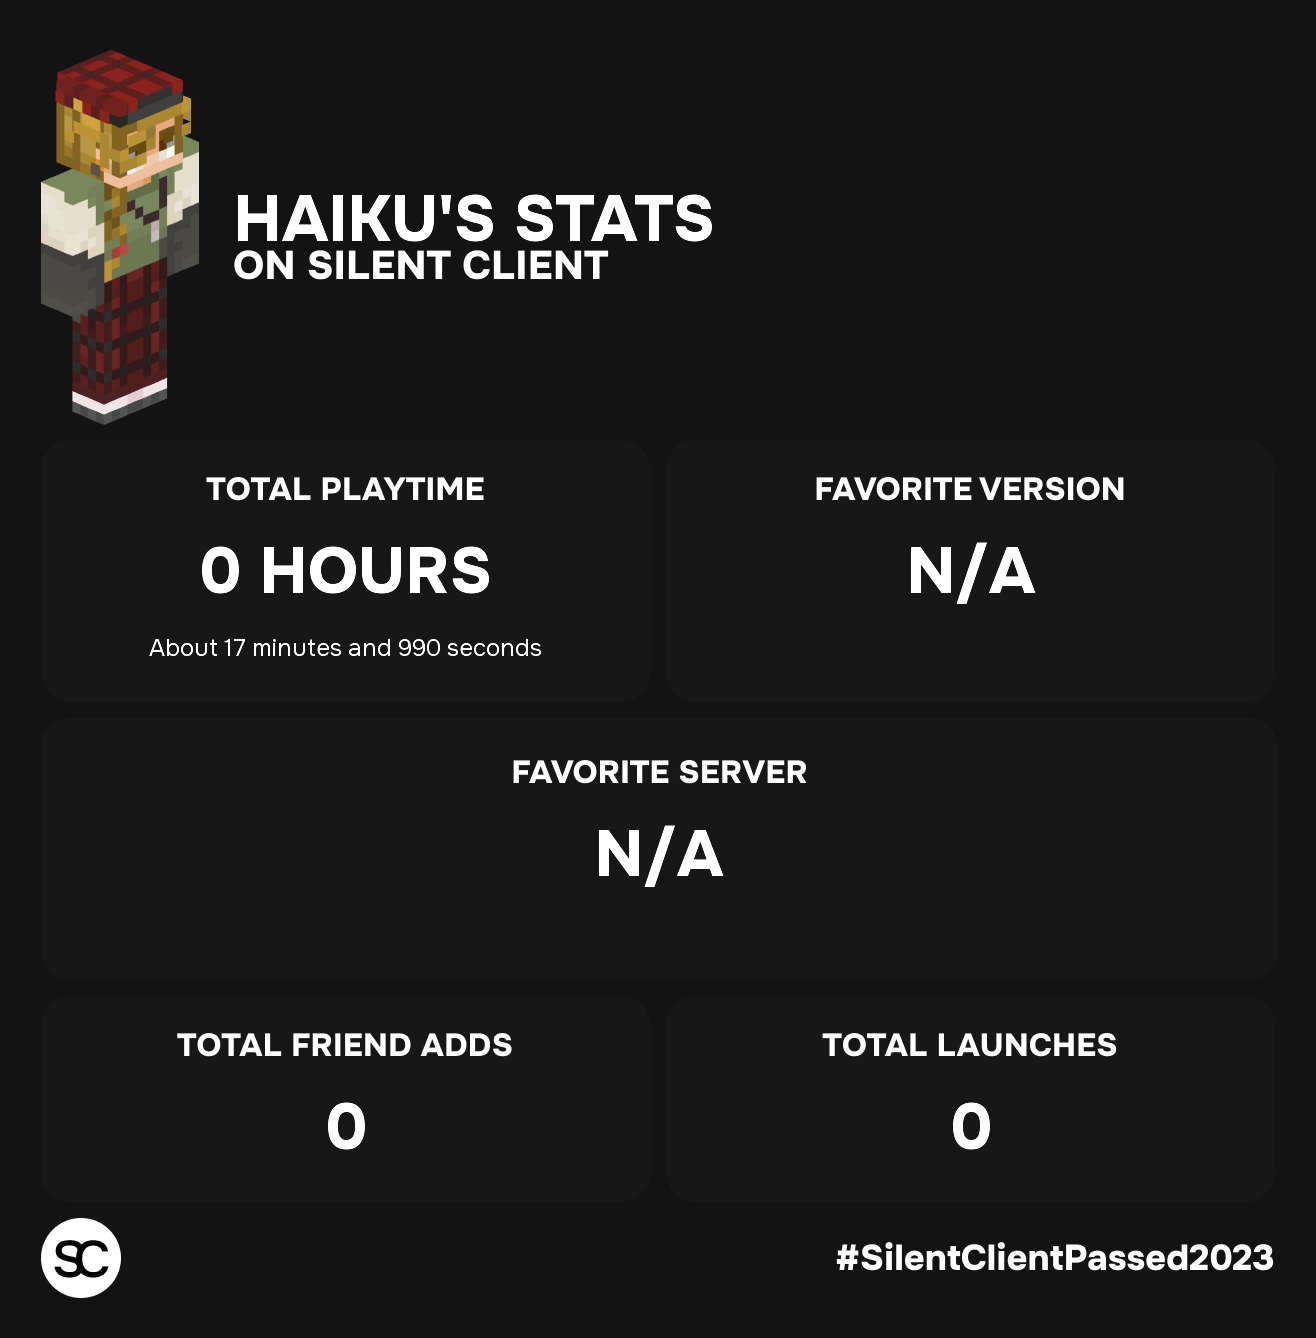 HAIKU'S STATS
ON SILENT CLIENT
TOTAL PLAYTIME
0 HOURS
About 17 minutes and 990 seconds
FAVORITE VERSION
N/A
FAVORITE SERVER
N/A
TOTAL FRIEND ADDS
0
TOTAL LAUNCHES
0
SC
#SilentClientPassed2023